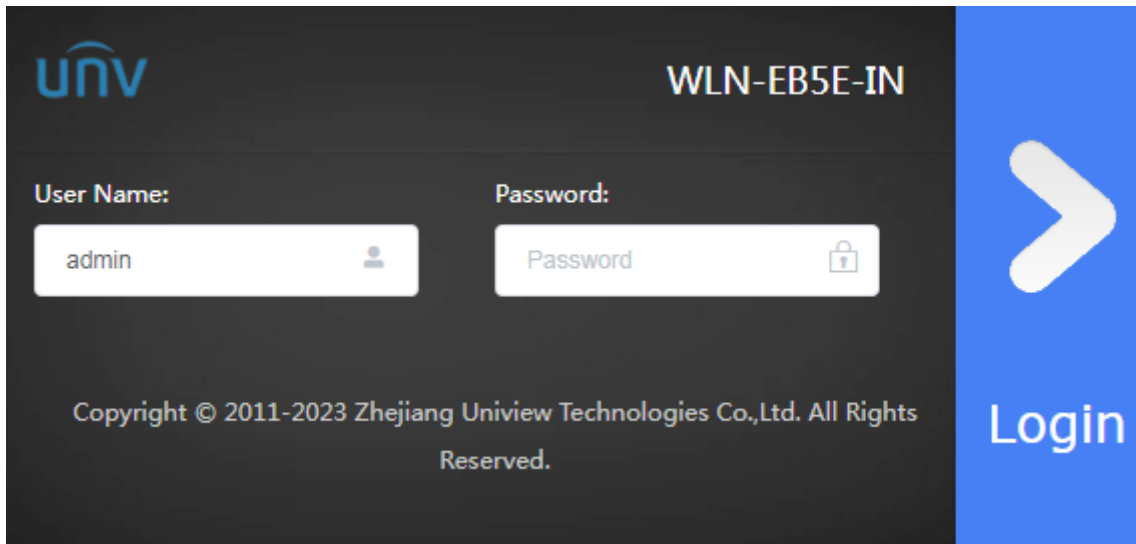 unv
WLN-EB5E-IN
User Name:
Password:
admin
Password
Copyright © 2011-2023 Zhejiang Uniview Technologies Co.,Ltd. All Rights
Reserved.
Login